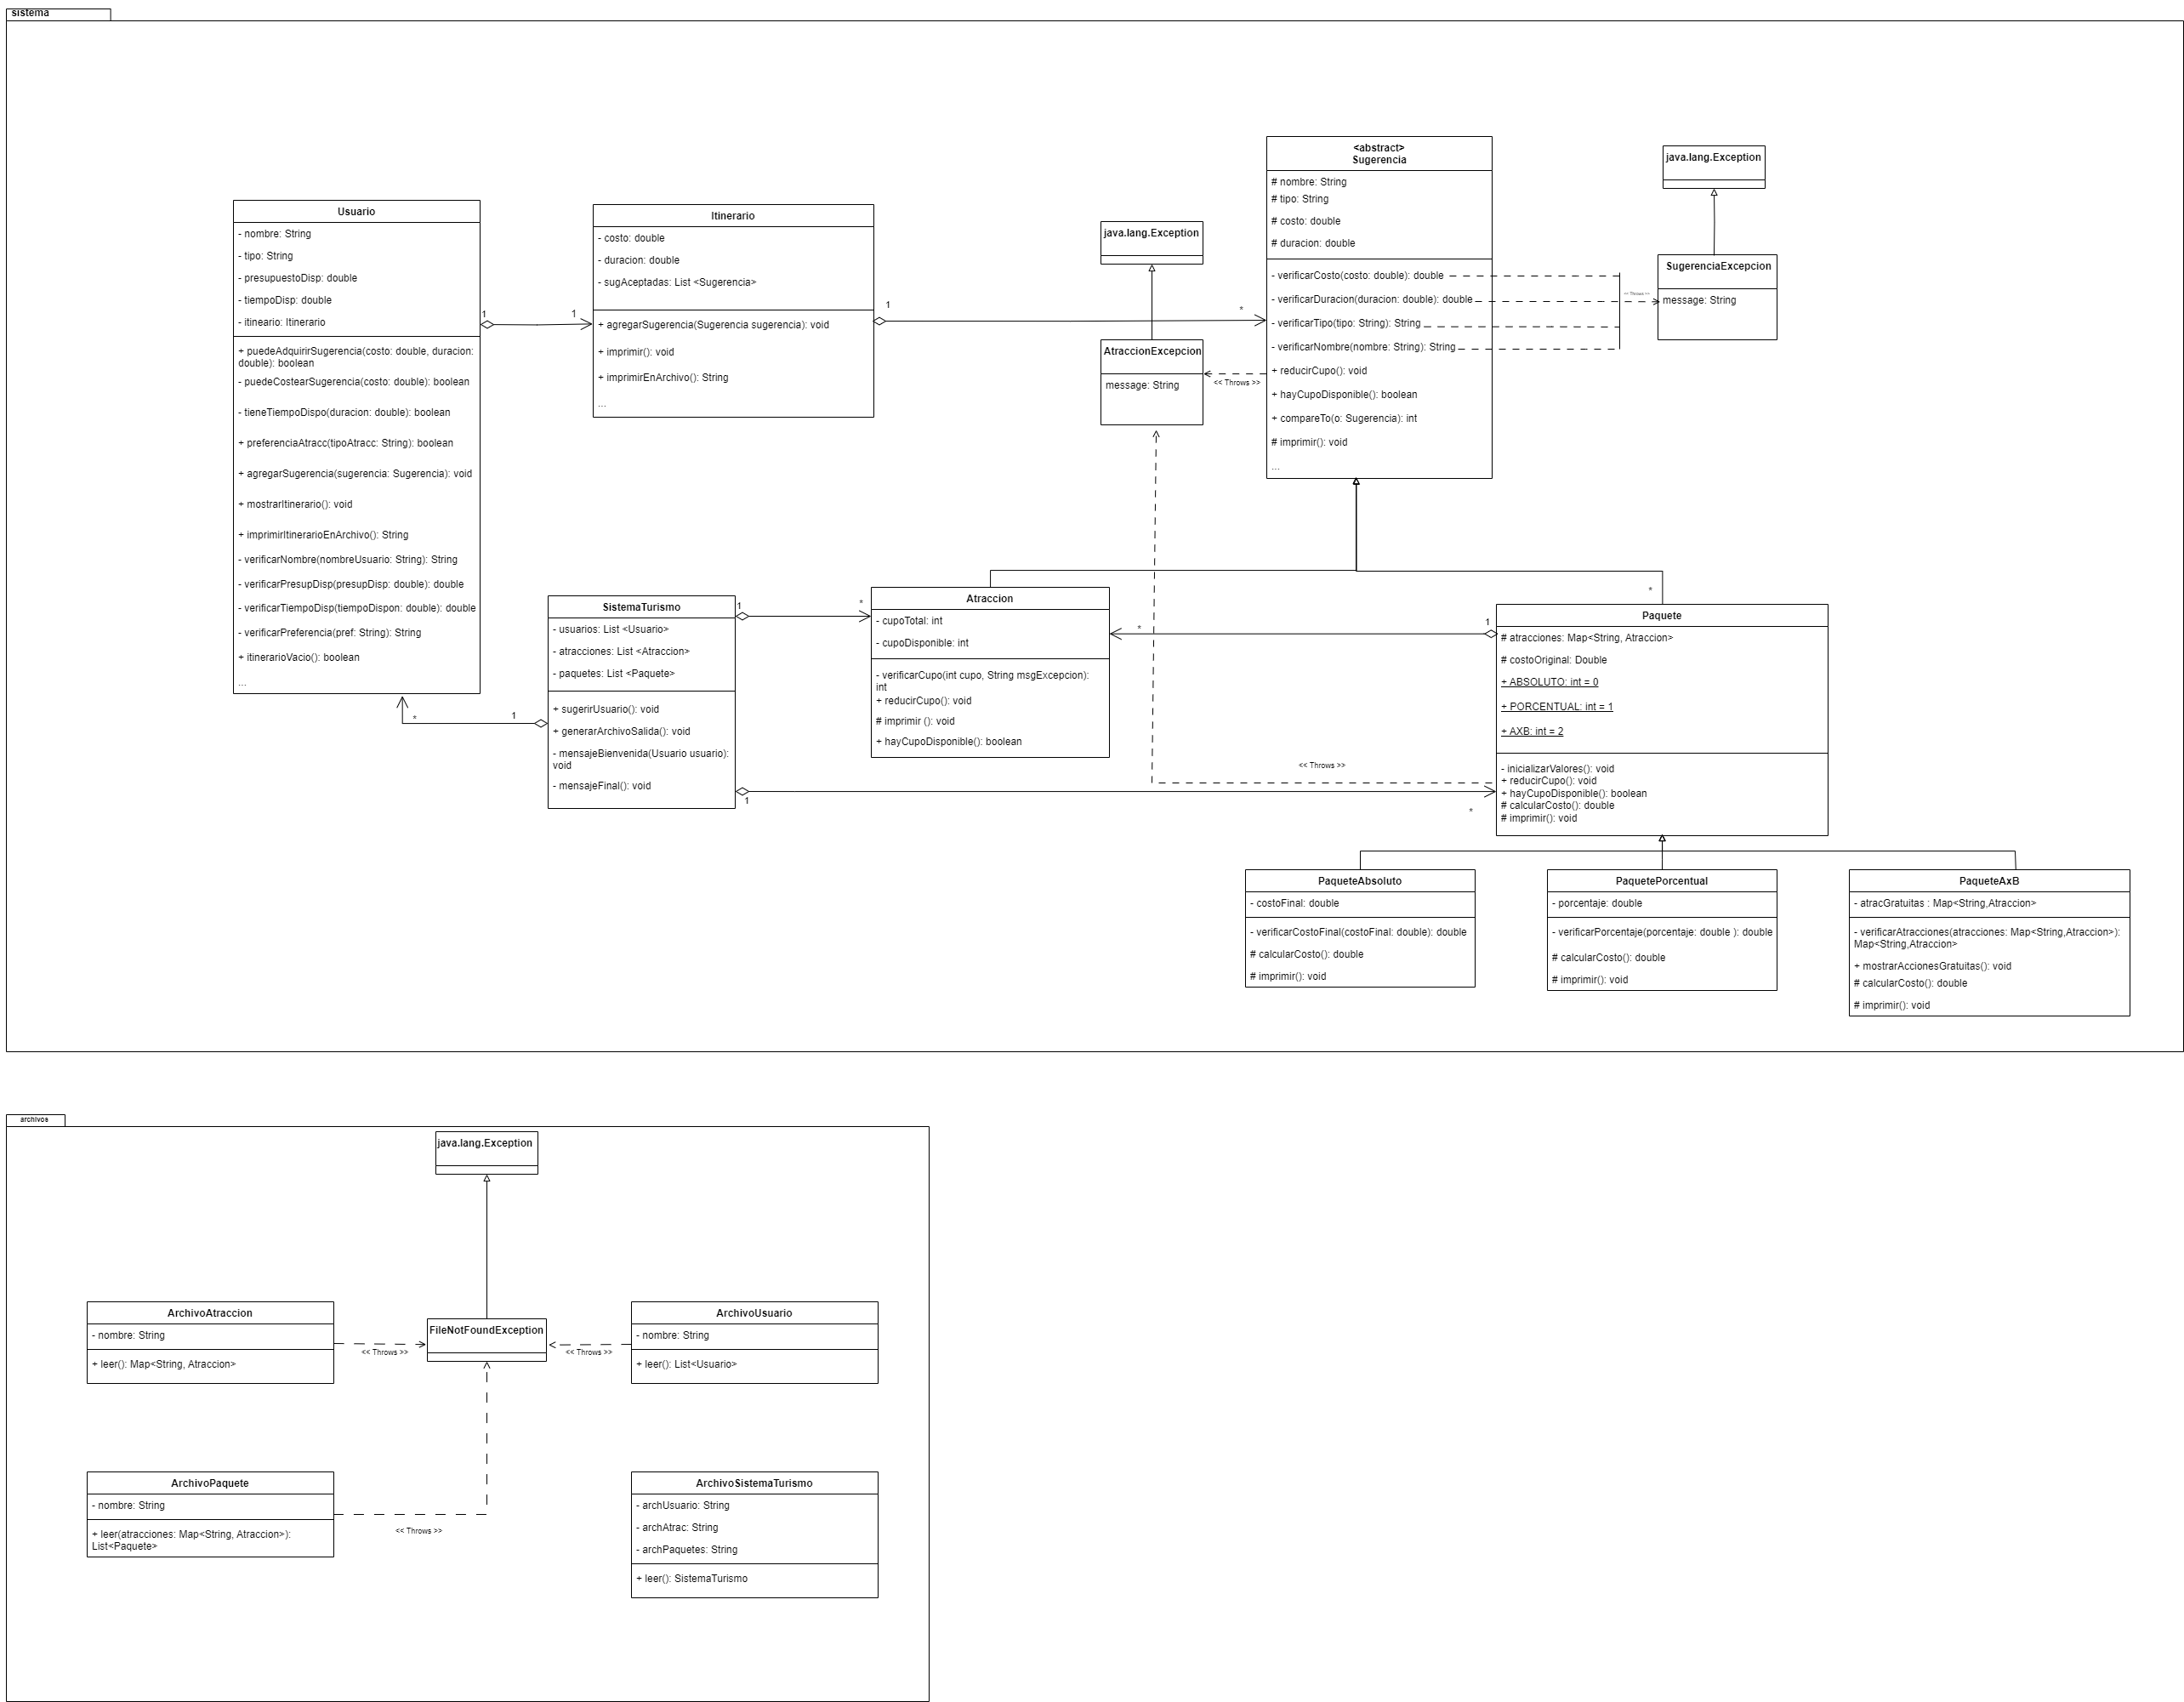 sistema
Usuario
- nombre: String
- tipo: String
- presupuestoDisp: double
- tiempoDisp: double
- itineario: Itinerario
+ puedeAdquirirSugerencia(costo: double, duracion:
double): boolean
- puedeCostearSugerencia(costo: double): boolean
- tieneTiempoDispo(duracion: double): boolean
+ preferenciaAtracc(tipoAtracc: String): boolean
+ agregarSugerencia(sugerencia: Sugerencia): void
+ mostrarItinerario(): void
+ imprimirItinerarioEnArchivo(): String
- verificarNombre(nombreUsuario: String): String
- verificarPresupDisp(presupDisp: double): double
- verificarTiempoDisp(tiempoDispon: double): double
- verificarPreferencia(pref: String): String
+ itinerarioVacio(): boolean
...
1
1
Itinerario
- costo: double
- duracion: double
- sugAceptadas: List <Sugerencia>
+ agregarSugerencia(Sugerencia sugerencia): void
+ imprimir(): void
+ imprimirEnArchivo(): String
...
1
*
java.lang.Exception
AtraccionExcepcion
message: String
<< Throws >>
<abstract>
Sugerencia
# nombre: String
# tipo: String
# costo: double
# duracion: double
- verificarCosto(costo: double): double
- verificarDuracion(duracion: double): double
- verificarTipo(tipo: String): String
- verificarNombre(nombre: String): String
+ reducirCupo(): void
+ hayCupoDisponible(): boolean
+ compareTo(o: Sugerencia): int
# imprimir(): void
...
<< Throws >>
java.lang.Exception
SugerenciaExcepcion
message: String
SistemaTurismo
- usuarios: List <Usuario>
- atracciones: List <Atraccion>
- paquetes: List <Paquete>
+ sugerirUsuario(): void
+ generarArchivoSalida(): void
- mensajeBienvenida(Usuario usuario):
void
- mensajeFinal(): void
1
*
1
*
1
*
Atraccion
- cupoTotal: int
- cupoDisponible: int
- verificarCupo(int cupo, String msgExcepcion):
int
+ reducirCupo(): void
# imprimir (): void
+ hayCupoDisponible(): boolean
*
1
*
<< Throws >>
Paquete
# atracciones: Map<String, Atraccion>
# costoOriginal: Double
+ ABSOLUTO: int = 0
+ PORCENTUAL: int = 1
+ AXB: int = 2
- inicializarValores(): void
+ reducirCupo(): void
+ hayCupoDisponible(): boolean
# calcularCosto(): double
# imprimir(): void
PaqueteAbsoluto
- costoFinal: double
- verificarCostoFinal(costoFinal: double): double
# calcularCosto(): double
# imprimir(): void
PaquetePorcentual
- porcentaje: double
- verificarPorcentaje(porcentaje: double ): double
# calcularCosto(): double
# imprimir(): void
PaqueteAxB
- atracGratuitas : Map<String,Atraccion>
- verificarAtracciones(atracciones: Map<String,Atraccion>):
Map<String,Atraccion>
+ mostrarAccionesGratuitas(): void
# calcularCosto(): double
# imprimir(): void
archivos
java.lang.Exception
ArchivoAtraccion
- nombre: String
+ leer(): Map<String, Atraccion>
<< Throws >>
FileNotFoundException
<< Throws >>
ArchivoUsuario
- nombre: String
+ leer(): List<Usuario>
ArchivoPaquete
- nombre: String
+ leer(atracciones: Map<String, Atraccion>):
List<Paquete>
<< Throws >>
ArchivoSistemaTurismo
- archUsuario: String
- archAtrac: String
- archPaquetes: String
+ leer(): SistemaTurismo